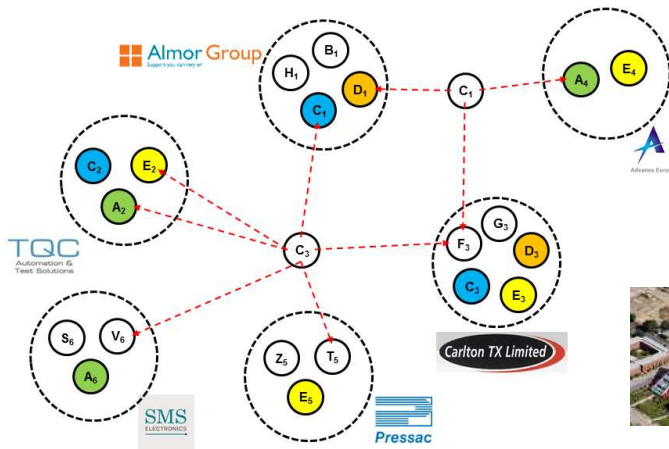 Almor Group
Support you can rely on
B₁
H₁
D₁
C₁
C₁
A₄
E₄
Advanex Europe
C₂
E₂
A₂
TQC
Automation &
Test Solutions
C₃
G₃
F₃
D₃
C₃
E₃
Carlton TX Limited
S₆
V₆
A₆
SMS
ELECTRONICS
Z₅
T₅
E₅
Pressac